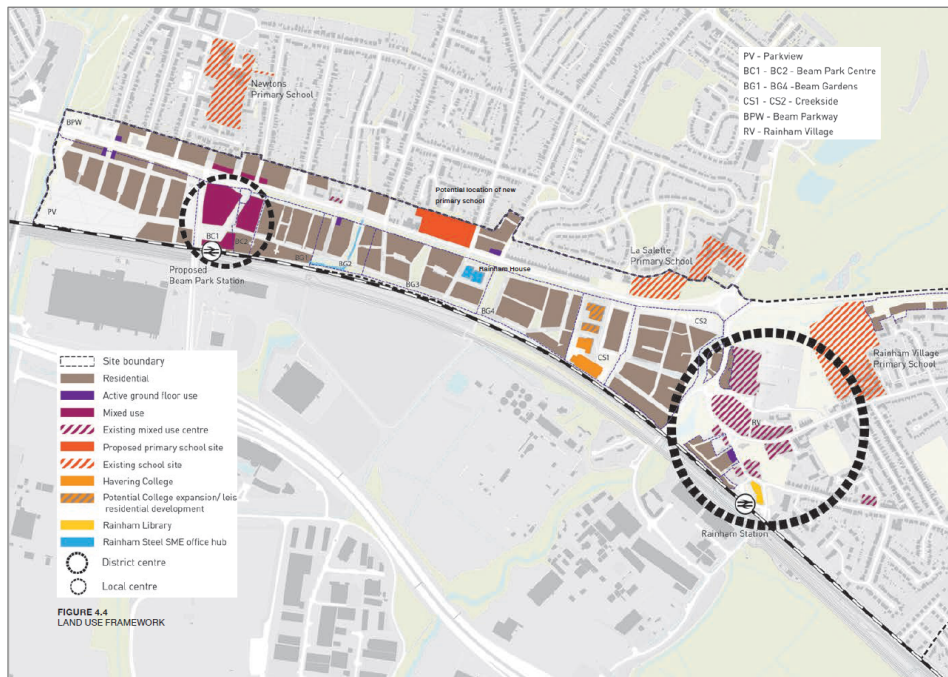 PV - Parkview
BC1 - BC2 - Beam Park Centre
BG1 - BG4 -Beam Gardens
CS1 - CS2 - Creekside
BPW - Beam Parkway
RV - Rainham Village
Newtons
Primary School
BPW
Potential location of new
primary school
PV
BC1
BC2
Proposed
Beam Park Station
BG1
BG2
BG3
Rainham House
BG4
La Salette
Primary School
CS2
CS1
Rainham Village
Primary School
RV
Rainham Station
Site boundary
Residential
Active ground floor use
Mixed use
Existing mixed use centre
Proposed primary school site
Existing school site
Havering College
Potential College expansion/ leis
residential development
Rainham Library
Rainham Steel SME office hub
District centre
Local centre
FIGURE 4.4
LAND USE FRAMEWORK